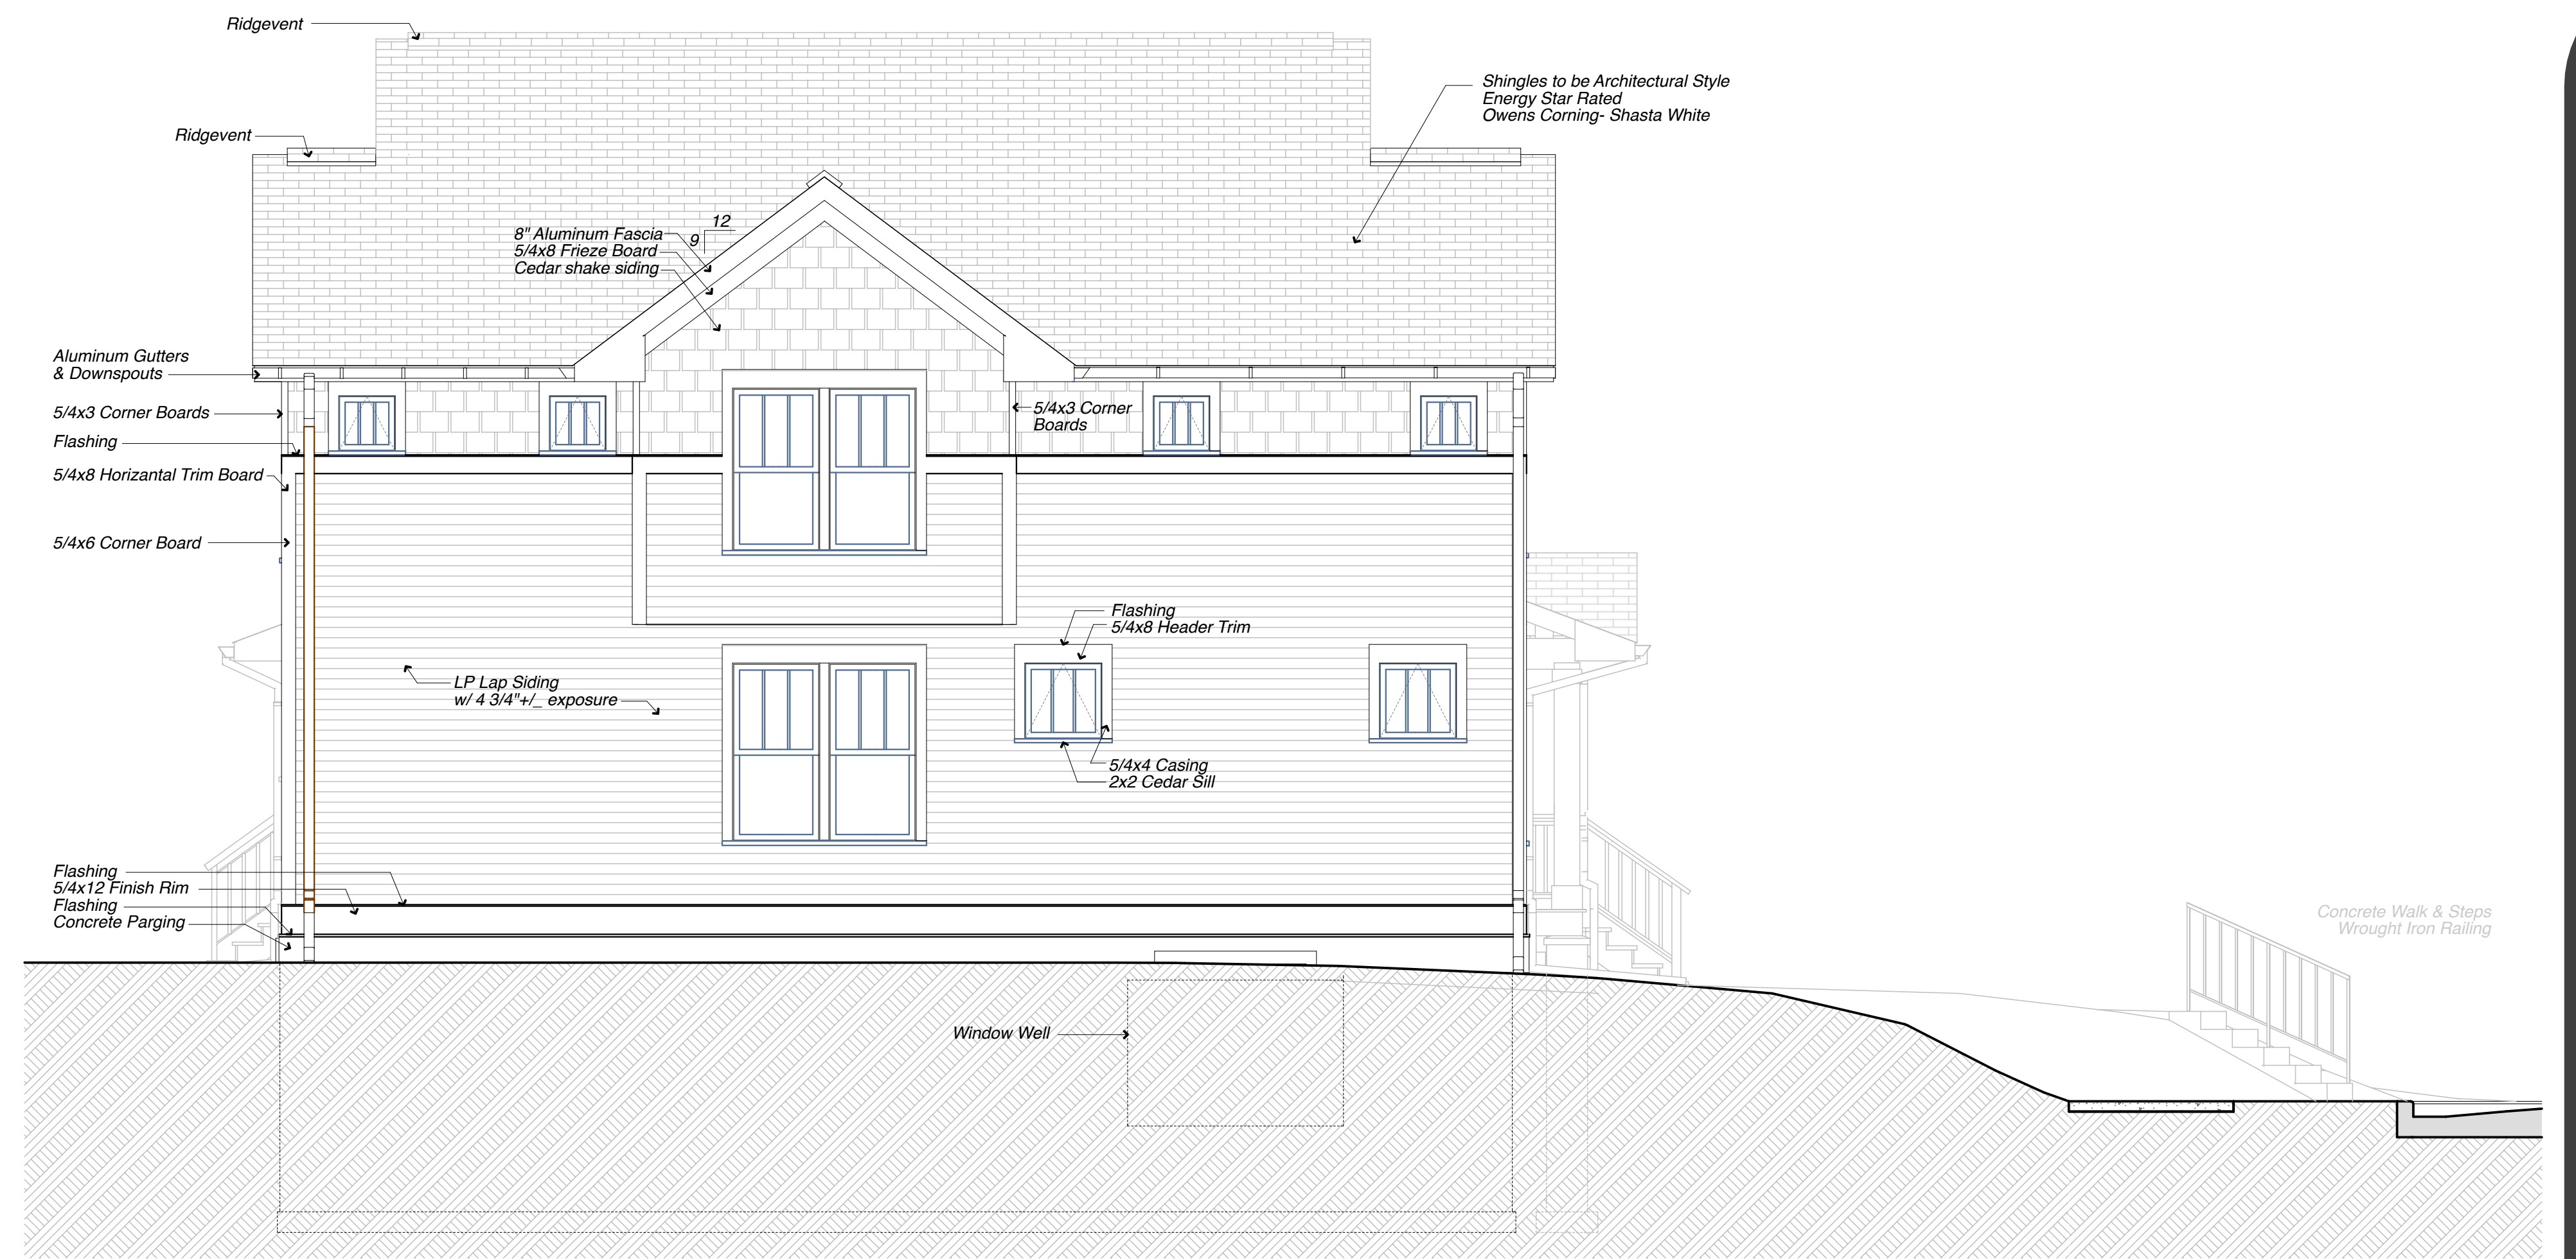 Ridgevent
Shingles to be Architectural Style
Energy Star Rated
Owens Corning- Shasta White
Ridgevent
12
9
8" Aluminum Fascia
5/4x8 Frieze Board
Cedar shake siding
Aluminum Gutters
& Downspouts
5/4x3 Corner Boards
5/4x3 Corner
Boards
Flashing
5/4x8 Horizantal Trim Board
5/4x6 Corner Board
Flashing
5/4x8 Header Trim
LP Lap Siding
w/ 4 3/4"+/_ exposure
5/4x4 Casing
2x2 Cedar Sill
Flashing
5/4x12 Finish Rim
Flashing
Concrete Parging
Concrete Walk & Steps
Wrought Iron Railing
Window Well